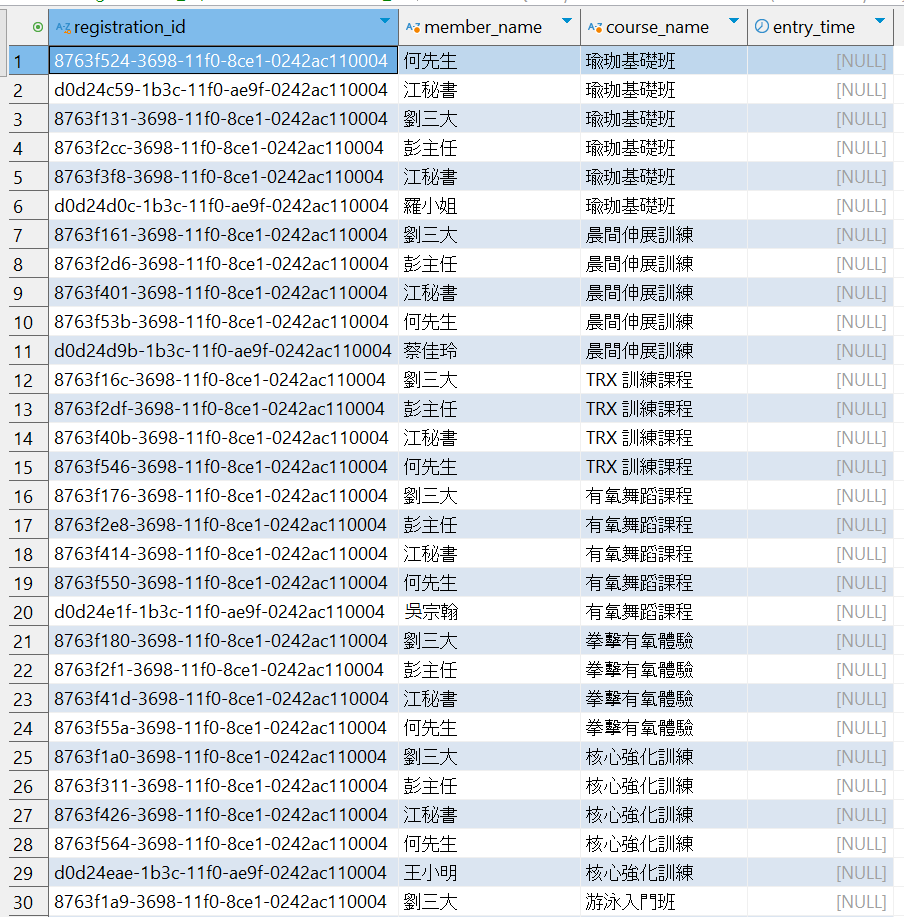 registration_id member_name course_name entry_time
1 8763f524-3698-11f0-8ce1-0242ac110004 何先生 瑜珈基礎班 [NULL]
2 d0d24c59-1b3c-11f0-ae9f-0242ac110004 江秘書 瑜珈基礎班 [NULL]
3 8763f131-3698-11f0-8ce1-0242ac110004 劉三大 瑜珈基礎班 [NULL]
4 8763f2cc-3698-11f0-8ce1-0242ac110004 彭主任 瑜珈基礎班 [NULL]
5 8763f3f8-3698-11f0-8ce1-0242ac110004 江秘書 瑜珈基礎班 [NULL]
6 d0d24d0c-1b3c-11f0-ae9f-0242ac110004 羅小姐 瑜珈基礎班 [NULL]
7 8763f161-3698-11f0-8ce1-0242ac110004 劉三大 晨間伸展訓練 [NULL]
8 8763f2d6-3698-11f0-8ce1-0242ac110004 彭主任 晨間伸展訓練 [NULL]
9 8763f401-3698-11f0-8ce1-0242ac110004 江秘書 晨間伸展訓練 [NULL]
10 8763f53b-3698-11f0-8ce1-0242ac110004 何先生 晨間伸展訓練 [NULL]
11 d0d24d9b-1b3c-11f0-ae9f-0242ac110004 蔡佳玲 晨間伸展訓練 [NULL]
12 8763f16c-3698-11f0-8ce1-0242ac110004 劉三大 TRX 訓練課程 [NULL]
13 8763f2df-3698-11f0-8ce1-0242ac110004 彭主任 TRX 訓練課程 [NULL]
14 8763f40b-3698-11f0-8ce1-0242ac110004 江秘書 TRX 訓練課程 [NULL]
15 8763f546-3698-11f0-8ce1-0242ac110004 何先生 TRX 訓練課程 [NULL]
16 8763f176-3698-11f0-8ce1-0242ac110004 劉三大 有氧舞蹈課程 [NULL]
17 8763f2e8-3698-11f0-8ce1-0242ac110004 彭主任 有氧舞蹈課程 [NULL]
18 8763f414-3698-11f0-8ce1-0242ac110004 江秘書 有氧舞蹈課程 [NULL]
19 8763f550-3698-11f0-8ce1-0242ac110004 何先生 有氧舞蹈課程 [NULL]
20 d0d24e1f-1b3c-11f0-ae9f-0242ac110004 吳宗翰 有氧舞蹈課程 [NULL]
21 8763f180-3698-11f0-8ce1-0242ac110004 劉三大 拳擊有氧體驗 [NULL]
22 8763f2f1-3698-11f0-8ce1-0242ac110004 彭主任 拳擊有氧體驗 [NULL]
23 8763f41d-3698-11f0-8ce1-0242ac110004 江秘書 拳擊有氧體驗 [NULL]
24 8763f55a-3698-11f0-8ce1-0242ac110004 何先生 拳擊有氧體驗 [NULL]
25 8763f1a0-3698-11f0-8ce1-0242ac110004 劉三大 核心強化訓練 [NULL]
26 8763f311-3698-11f0-8ce1-0242ac110004 彭主任 核心強化訓練 [NULL]
27 8763f426-3698-11f0-8ce1-0242ac110004 江秘書 核心強化訓練 [NULL]
28 8763f564-3698-11f0-8ce1-0242ac110004 何先生 核心強化訓練 [NULL]
29 d0d24eae-1b3c-11f0-ae9f-0242ac110004 王小明 核心強化訓練 [NULL]
30 8763f1a9-3698-11f0-8ce1-0242ac110004 劉三大 游泳入門班 [NULL]